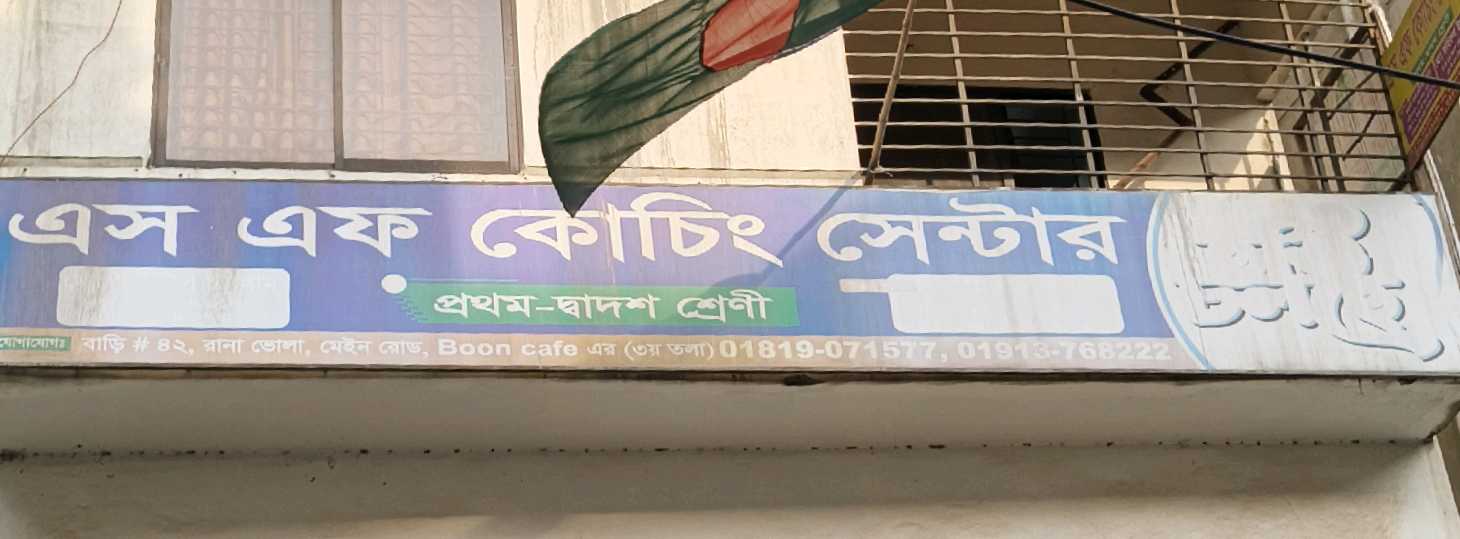 এস এফ কোচিং সেন্টার
প্রথম-দ্বাদশ শ্রেণী
যোগাযোগঃ বাড়ি # ৪২, রানা ভোলা, মেইন রোড, Boon cafe এর (৩য় তলা) 01819-071577, 01913-768222